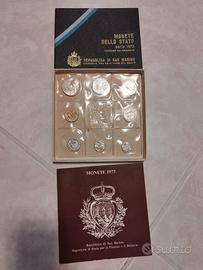 MONETE
DELLO STATO
serie 1973
REPUBBLICA DI SAN MARINO
MONETE 1973
Repubblica di San Marino
Segreteria di Stato per le Finanze e il Bilancio
subito